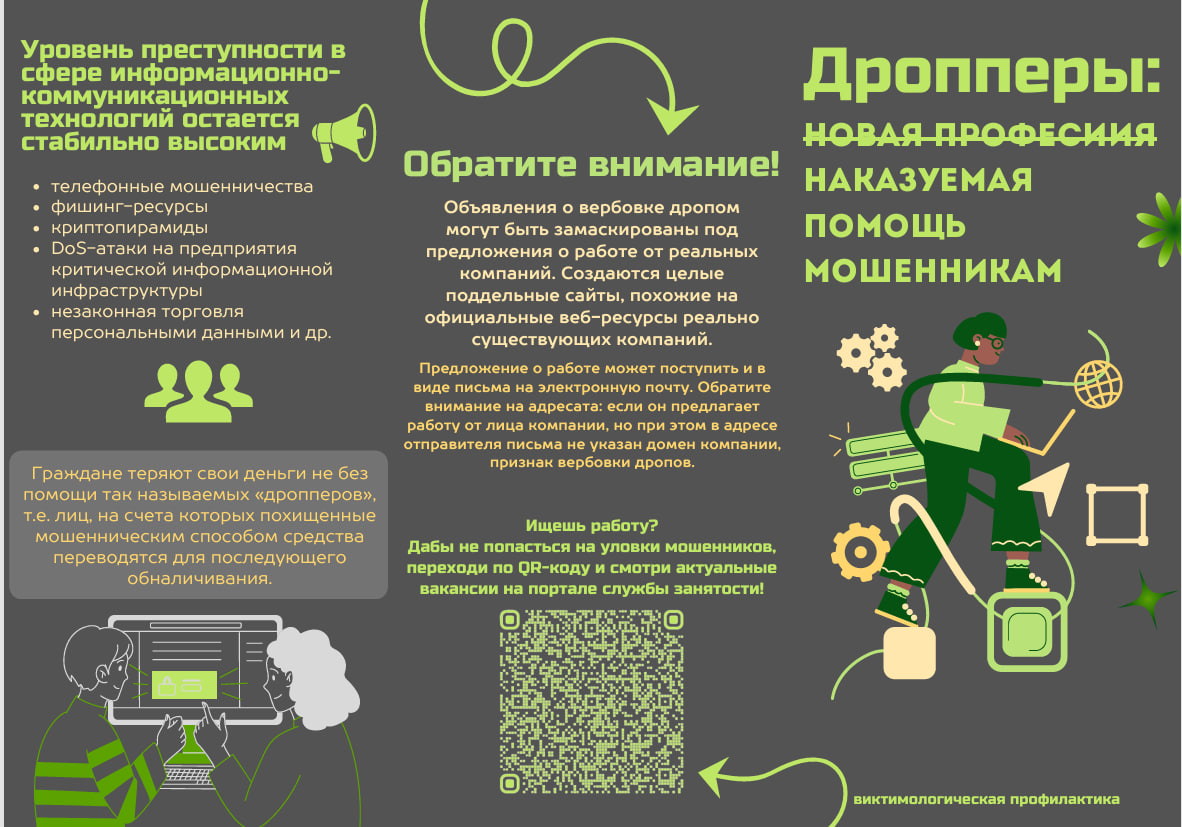 Уровень преступности в
сфере информационно-
коммуникационных
технологий остается
стабильно высоким
• телефонные мошенничества
• фишинг-ресурсы
• криптопирамиды
• DoS-атаки на предприятия
критической информационной
инфраструктуры
• незаконная торговля
персональными данными и др.
Граждане теряют свои деньги не без
помощи так называемых «дропперов»,
т.е. лиц, на счета которых похищенные
мошенническим способом средства
переводятся для последующего
обналичивания.
Обратите внимание!
Объявления о вербовке дропом
могут быть замаскированы под
предложения о работе от реальных
компаний. Создаются целые
поддельные сайты, похожие на
официальные веб-ресурсы реально
существующих компаний.
Предложение о работе может поступить и в
виде письма на электронную почту. Обратите
внимание на адресата: если он предлагает
работу от лица компании, но при этом в адресе
отправителя письма не указан домен компании,
признак вербовки дропов.
Ищешь работу?
Дабы не попасться на уловки мошенников,
переходи по QR-коду и смотри актуальные
вакансии на портале службы занятости!
Дропперы:
НОВАЯ ПРОФЕСИИЯ
НАКАЗУЕМАЯ
ПОМОЩЬ
МОШЕННИКАМ
виктимологическая профилактика